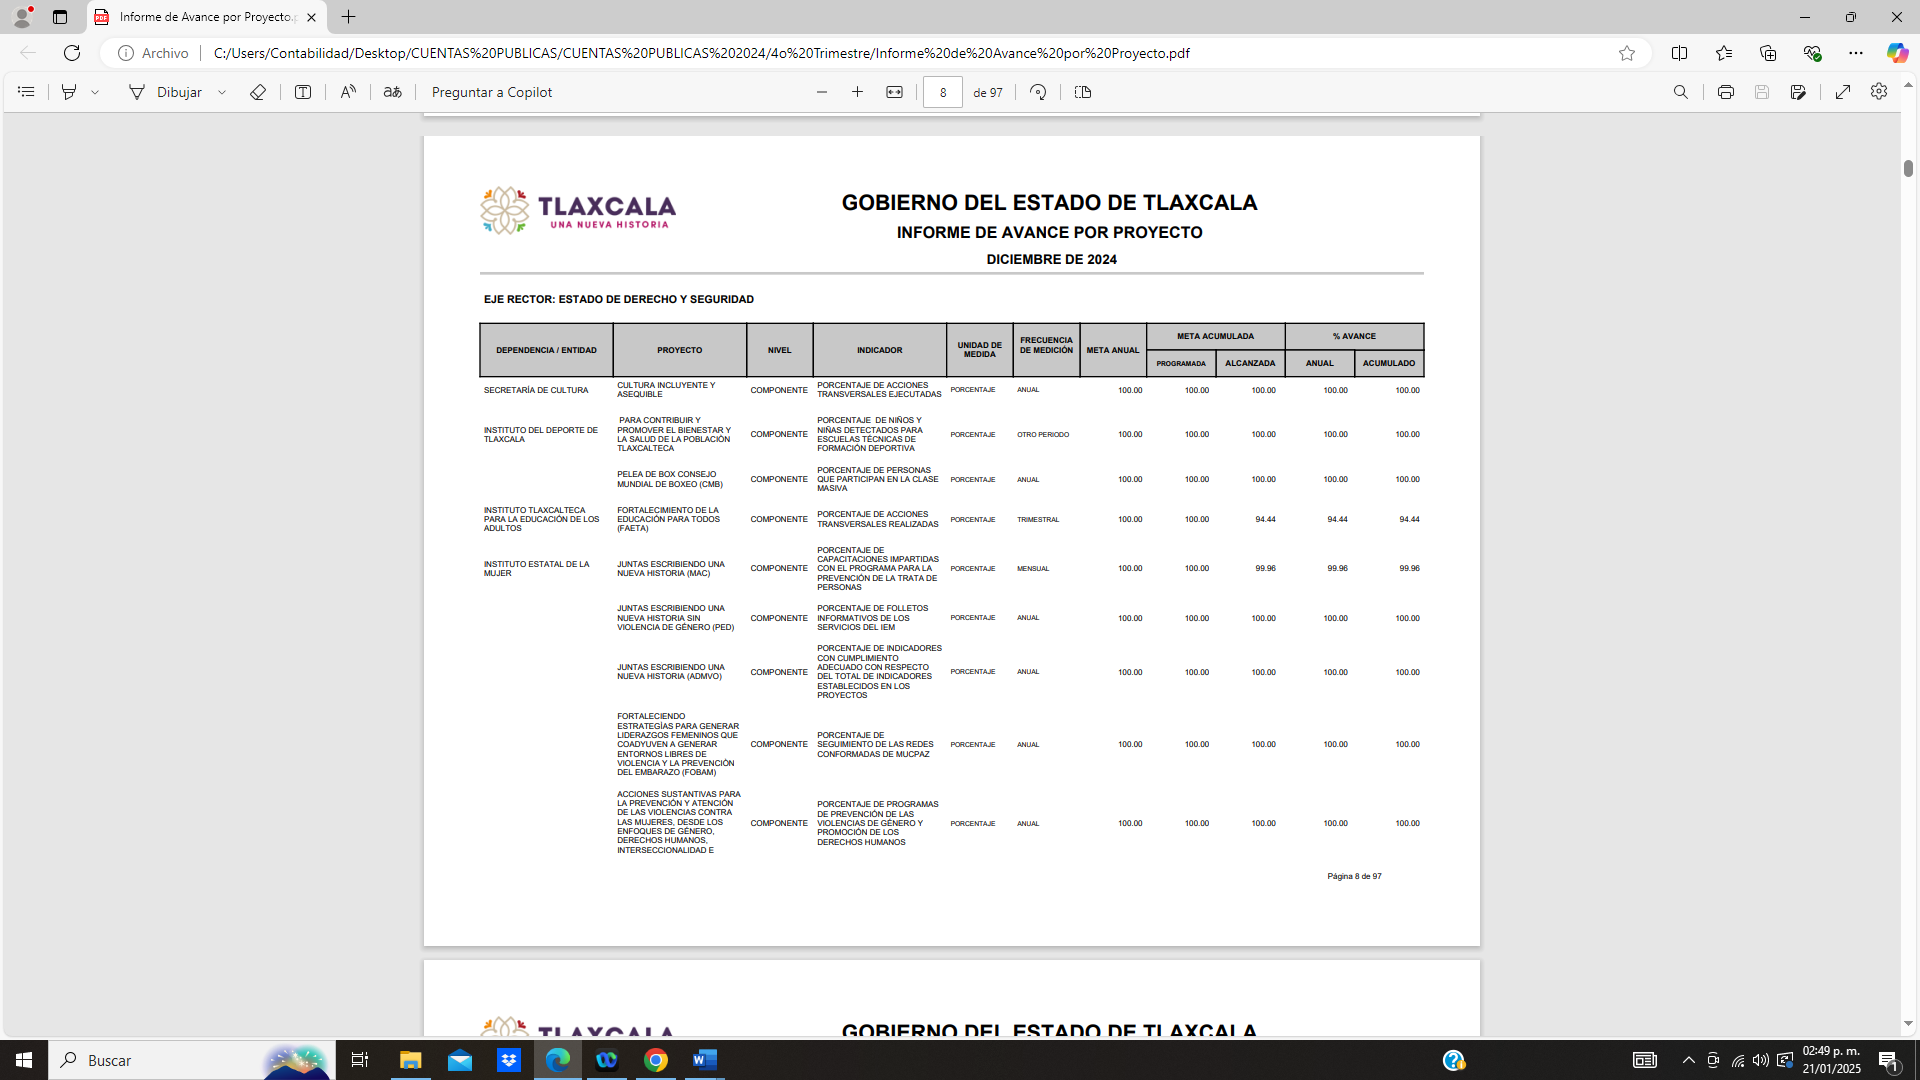 Informe de Avance por Proyecto.p
Archivo
C:/Users/Contabilidad/Desktop/CUENTAS%20PUBLICAS/CUENTAS%20PUBLICAS%202024/4o%20Trimestre/Informe%20de%20Avance%20por%20Proyecto.pdf
Dibujar
Preguntar a Copilot
8 de 97
TLAXCALA
UNA NUEVA HISTORIA
GOBIERNO DEL ESTADO DE TLAXCALA
INFORME DE AVANCE POR PROYECTO
DICIEMBRE DE 2024
EJE RECTOR: ESTADO DE DERECHO Y SEGURIDAD
DEPENDENCIA / ENTIDAD
PROYECTO
NIVEL
INDICADOR
UNIDAD DE
MEDIDA
FRECUENCIA
DE MEDICIÓN
META ANUAL
META ACUMULADA
PROGRAMADA
ALCANZADA
% AVANCE
ANUAL
ACUMULADO
SECRETARÍA DE CULTURA
CULTURA INCLUYENTE Y
ASEQUIBLE
COMPONENTE
PORCENTAJE DE ACCIONES
TRANSVERSALES EJECUTADAS
PORCENTAJE
ANUAL
100.00 100.00 100.00 100.00 100.00
INSTITUTO DEL DEPORTE DE
TLAXCALA
PARA CONTRIBUIR Y
PROMOVER EL BIENESTAR Y
LA SALUD DE LA POBLACIÓN
TLAXCALTECA
COMPONENTE
PORCENTAJE DE NIÑOS Y
NIÑAS DETECTADOS PARA
ESCUELAS TÉCNICAS DE
FORMACIÓN DEPORTIVA
PORCENTAJE
OTRO PERIODO
100.00 100.00 100.00 100.00 100.00
PELEA DE BOX CONSEJO
MUNDIAL DE BOXEO (CMB)
COMPONENTE
PORCENTAJE DE PERSONAS
QUE PARTICIPAN EN LA CLASE
MASIVA
PORCENTAJE
ANUAL
100.00 100.00 100.00 100.00 100.00
INSTITUTO TLAXCALTECA
PARA LA EDUCACIÓN DE LOS
ADULTOS
FORTALECIMIENTO DE LA
EDUCACIÓN PARA TODOS
(FAETA)
COMPONENTE
PORCENTAJE DE ACCIONES
TRANSVERSALES REALIZADAS
PORCENTAJE
TRIMESTRAL
100.00 100.00 94.44 94.44 94.44
INSTITUTO ESTATAL DE LA
MUJER
JUNTAS ESCRIBIENDO UNA
NUEVA HISTORIA (MAC)
COMPONENTE
PORCENTAJE DE
CAPACITACIONES IMPARTIDAS
CON EL PROGRAMA PARA LA
PREVENCIÓN DE LA TRATA DE
PERSONAS
PORCENTAJE
MENSUAL
100.00 100.00 99.96 99.96 99.96
JUNTAS ESCRIBIENDO UNA
NUEVA HISTORIA SIN
VIOLENCIA DE GÉNERO (PED)
COMPONENTE
PORCENTAJE DE FOLLETOS
INFORMATIVOS DE LOS
SERVICIOS DEL IEM
PORCENTAJE
ANUAL
100.00 100.00 100.00 100.00 100.00
JUNTAS ESCRIBIENDO UNA
NUEVA HISTORIA (ADMVO)
COMPONENTE
PORCENTAJE DE INDICADORES
CON CUMPLIMIENTO
ADECUADO CON RESPECTO
DEL TOTAL DE INDICADORES
ESTABLECIDOS EN LOS
PROYECTOS
PORCENTAJE
ANUAL
100.00 100.00 100.00 100.00 100.00
FORTALECIENDO
ESTRATEGÍAS PARA GENERAR
LIDERAZGOS FEMENINOS QUE
COADYUVEN A GENERAR
ENTORNOS LIBRES DE
VIOLENCIA Y LA PREVENCIÓN
DEL EMBARAZO (FOBAM)
COMPONENTE
PORCENTAJE DE
SEGUIMIENTO DE LAS REDES
CONFORMADAS DE MUCPAZ
PORCENTAJE
ANUAL
100.00 100.00 100.00 100.00 100.00
ACCIONES SUSTANTIVAS PARA
LA PREVENCIÓN Y ATENCIÓN
DE LAS VIOLENCIAS CONTRA
LAS MUJERES, DESDE LOS
ENFOQUES DE GÉNERO,
DERECHOS HUMANOS,
INTERSECCIONALIDAD E
COMPONENTE
PORCENTAJE DE PROGRAMAS
DE PREVENCIÓN DE LAS
VIOLENCIAS DE GÉNERO Y
PROMOCIÓN DE LOS
DERECHOS HUMANOS
PORCENTAJE
ANUAL
100.00 100.00 100.00 100.00 100.00
Página 8 de 97
TLAXCALA
GOBIERNO DEL ESTADO DE TLAXCALA
Buscar
02:49 p. m.
21/01/2025
1